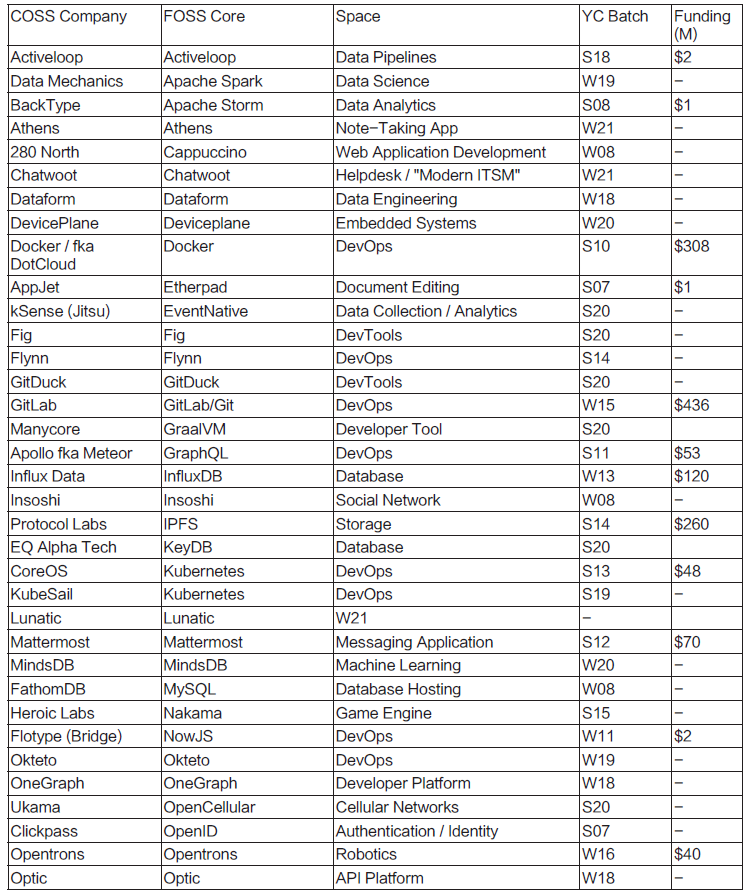 COSS Company FOSS Core Space YC Batch Funding (M)
Activeloop Activeloop Data Pipelines S18 $2
Data Mechanics Apache Spark Data Science W19 –
BackType Apache Storm Data Analytics S08 $1
Athens Athens Note–Taking App W21 –
280 North Cappuccino Web Application Development W08 –
Chatwoot Chatwoot Helpdesk / "Modern ITSM" W21 –
Dataform Dataform Data Engineering W18 –
DevicePlane Deviceplane Embedded Systems W20 –
Docker / fka DotCloud Docker DevOps S10 $308
AppJet Etherpad Document Editing S07 $1
kSense (Jitsu) EventNative Data Collection / Analytics S20 –
Fig Fig DevTools S20 –
Flynn Flynn DevOps S14 –
GitDuck GitDuck DevTools S20 –
GitLab GitLab/Git DevOps W15 $436
Manycore GraalVM Developer Tool S20
Apollo fka Meteor GraphQL DevOps S11 $53
Influx Data InfluxDB Database W13 $120
Insoshi Insoshi Social Network W08 –
Protocol Labs IPFS Storage S14 $260
EQ Alpha Tech KeyDB Database S20
CoreOS Kubernetes DevOps S13 $48
KubeSail Kubernetes DevOps S19 –
Lunatic Lunatic W21 –
Mattermost Mattermost Messaging Application S12 $70
MindsDB MindsDB Machine Learning W20 –
FathomDB MySQL Database Hosting W08 –
Heroic Labs Nakama Game Engine S15 –
Flotype (Bridge) NowJS DevOps W11 $2
Okteto Okteto DevOps W19 –
OneGraph OneGraph Developer Platform W18 –
Ukama OpenCellular Cellular Networks S20 –
Clickpass OpenID Authentication / Identity S07 –
Opentrons Opentrons Robotics W16 $40
Optic Optic API Platform W18 –